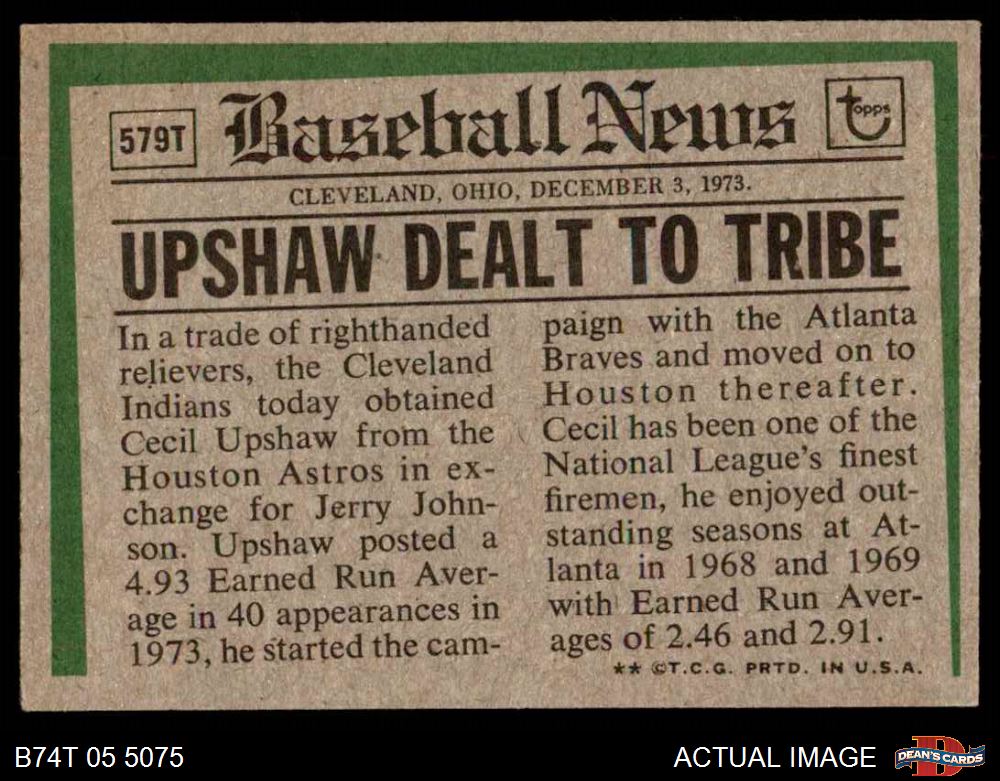 579T
Baseball News
topps
CLEVELAND, OHIO, DECEMBER 3, 1973.
UPSHAW DEALT TO TRIBE
In a trade of righthanded
relievers, the Cleveland
Indians today obtained
Cecil Upshaw from the
Houston Astros in ex-
change for Jerry John-
son. Upshaw posted a
4.93 Earned Run Aver-
age in 40 appearances in
1973, he started the cam-
paign with the Atlanta
Braves and moved on to
Houston thereafter.
Cecil has been one of the
National League's finest
firemen, he enjoyed out-
standing seasons at At-
lanta in 1968 and 1969
with Earned Run Aver-
ages of 2.46 and 2.91.
** ©T.C.G. PRTD. IN U.S.A.
B74T 05 5075
ACTUAL IMAGE
D
DEAN'S CARDS